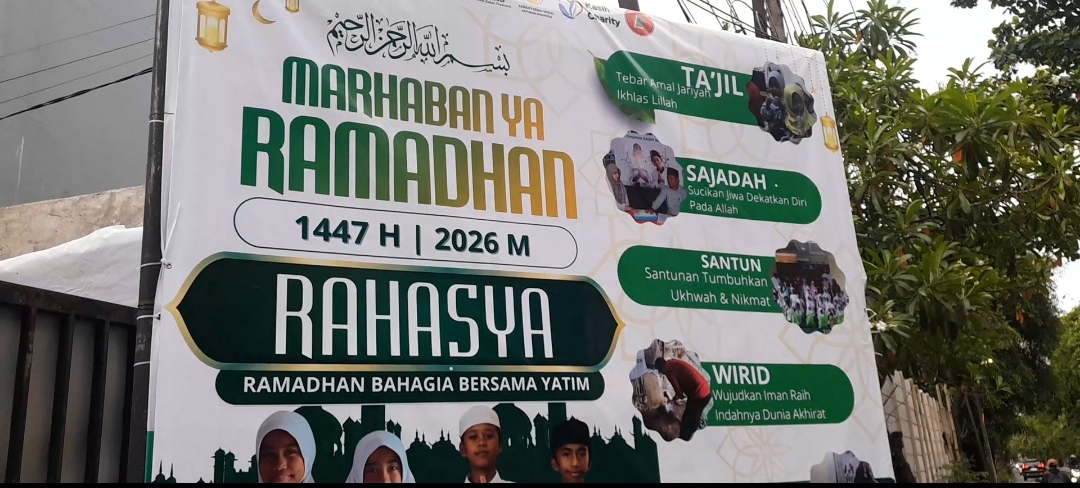 Kasih
Charity
بسم الله الرحمن الرحيم
MARHABAN YA
RAMADHAN
1447 H | 2026 M
RAHASYA
RAMADHAN BAHAGIA BERSAMA YATIM
TA'JIL
Tebar Amal Jariyah
Ikhlas Lillah
SAJADAH
Sucikan Jiwa Dekatkan Diri
Pada Allah
SANTUN
Santunan Tumbuhkan
Ukhwah & Nikmat
WIRID
Wujudkan Iman Raih
Indahnya Dunia Akhirat